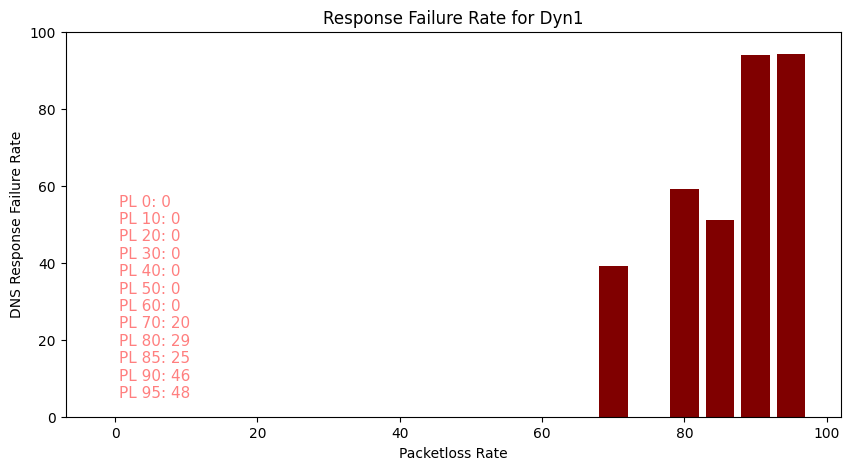 Response Failure Rate for Dyn1
DNS Response Failure Rate
100
80
60
40
20
0
PL 0: 0
PL 10: 0
PL 20: 0
PL 30: 0
PL 40: 0
PL 50: 0
PL 60: 0
PL 70: 20
PL 80: 29
PL 85: 25
PL 90: 46
PL 95: 48
0 20 40 60 80 100
Packetloss Rate